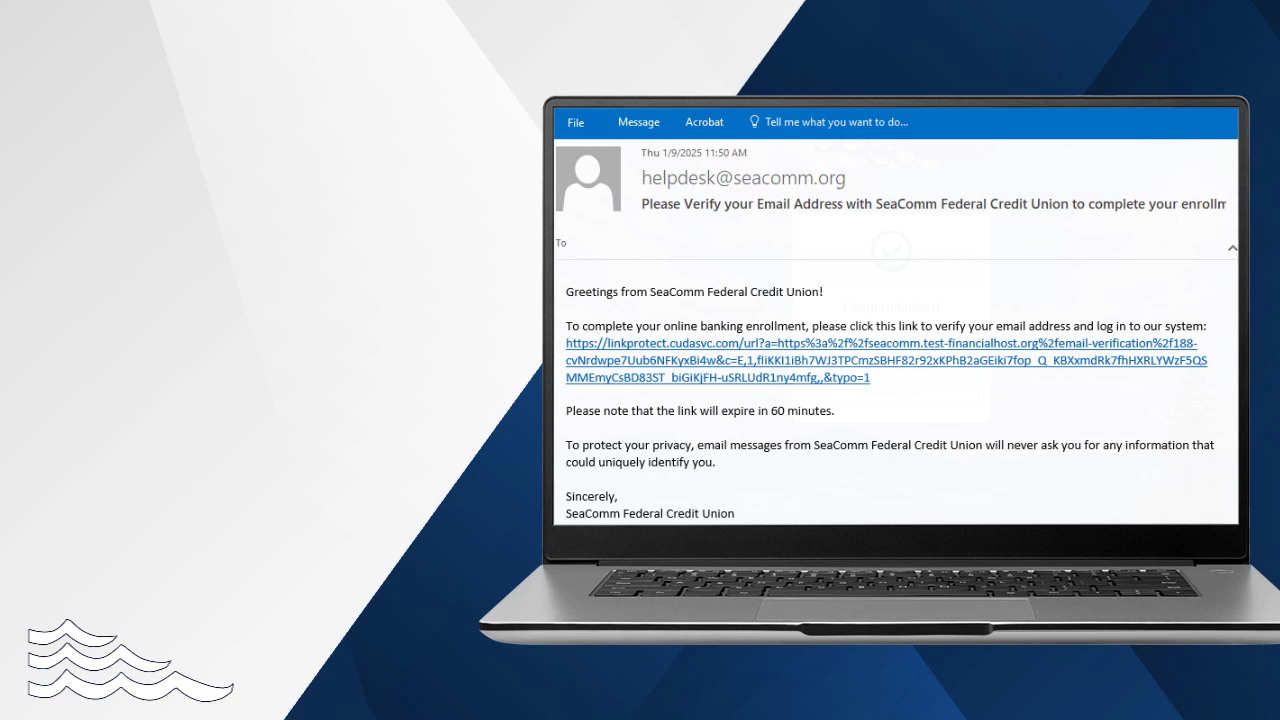 File Message Acrobat Tell me what you want to do...
Thu 1/9/2025 11:50 AM
helpdesk@seacomm.org
Please Verify your Email Address with SeaComm Federal Credit Union to complete your enrollm
To
Greetings from SeaComm Federal Credit Union!
Congratulations!
To complete your online banking enrollment, please click this link to verify your email address and log in to our system:
https://linkprotect.cudasvc.com/url?a=https%3a%2f%2fseacomm.test-financialhost.org%2femail-verification%2f188-
cvNrdwpe7Uub6NFKyxBi4w&c=E,1,fIiKKI1iBh7WJ3TPCmzSBHF82r92xKPhB2aGEiki7fop_Q_KBXxmdRk7fhHXRLYWzF5QS
MMEmyCsBD83ST_biGiKjFH-uSRLUdR1ny4mfg,,&typo=1
Please note that the link will expire in 60 minutes.
To protect your privacy, email messages from SeaComm Federal Credit Union will never ask you for any information that
could uniquely identify you.
Sincerely,
SeaComm Federal Credit Union